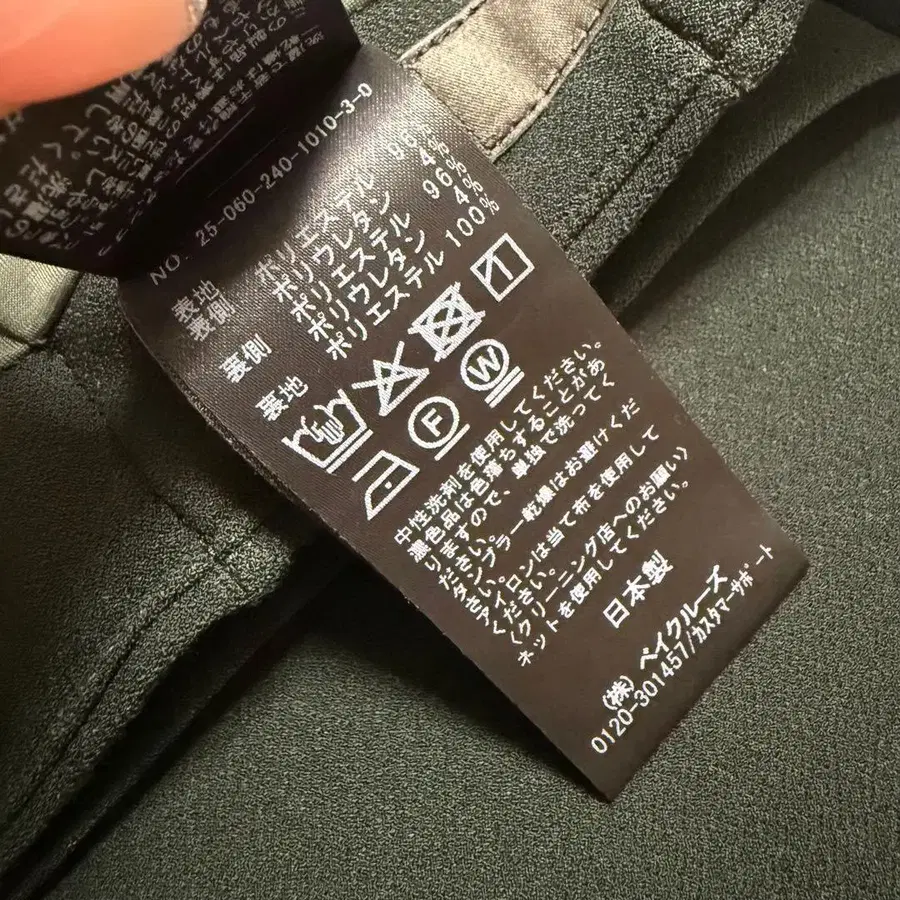 NO. 25-060-240-1010-3-0
表地
表側 ポリエステル 96%
ポリウレタン 4%
裏側 ポリエステル 96%
ポリウレタン 4%
裏地 ポリエステル 100%
F
W
中性洗剤を使用してください。
濃色品は色落ちすることがあ
りますので、単独で洗って
ください。
タンブラー乾燥はお避けくだ
さい。
アイロンは当て布を使用して
ください。
〈クリーニング店へのお願い〉
ネットを使用してください。
日本製
(株) ベイクルーズ
0120-301457/カスタマーサポート